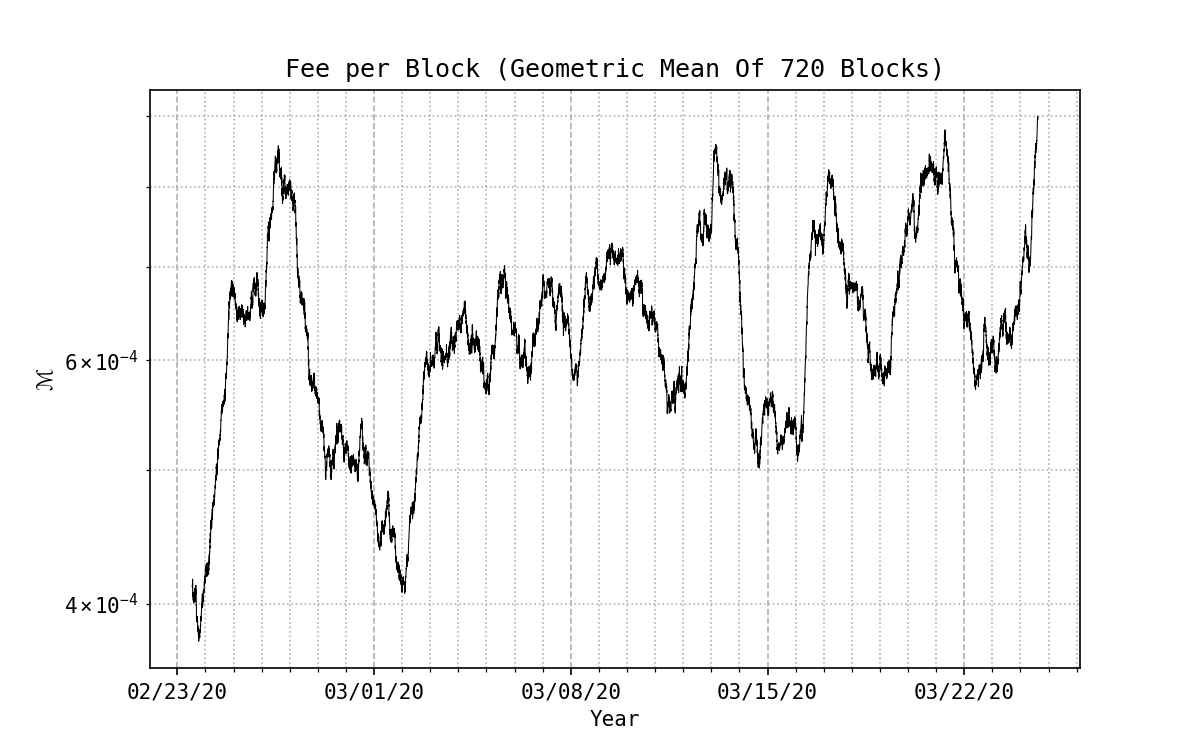 Fee per Block (Geometric Mean Of 720 Blocks)
ℳ
6×10⁻⁴
4×10⁻⁴
02/23/20 03/01/20 03/08/20 03/15/20 03/22/20
Year